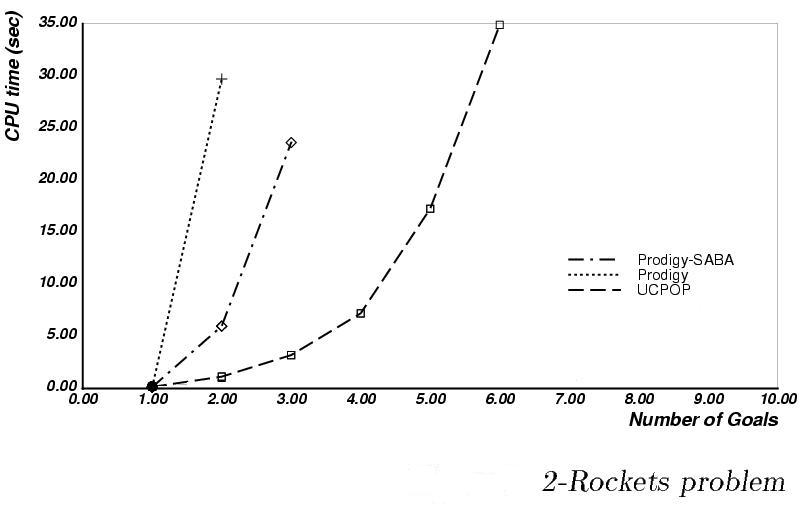 CPU time (sec)
35.00
30.00
25.00
20.00
15.00
10.00
5.00
0.00
0.00 1.00 2.00 3.00 4.00 5.00 6.00 7.00 8.00 9.00 10.00
Number of Goals
Prodigy-SABA
Prodigy
UCPOP
2-Rockets problem